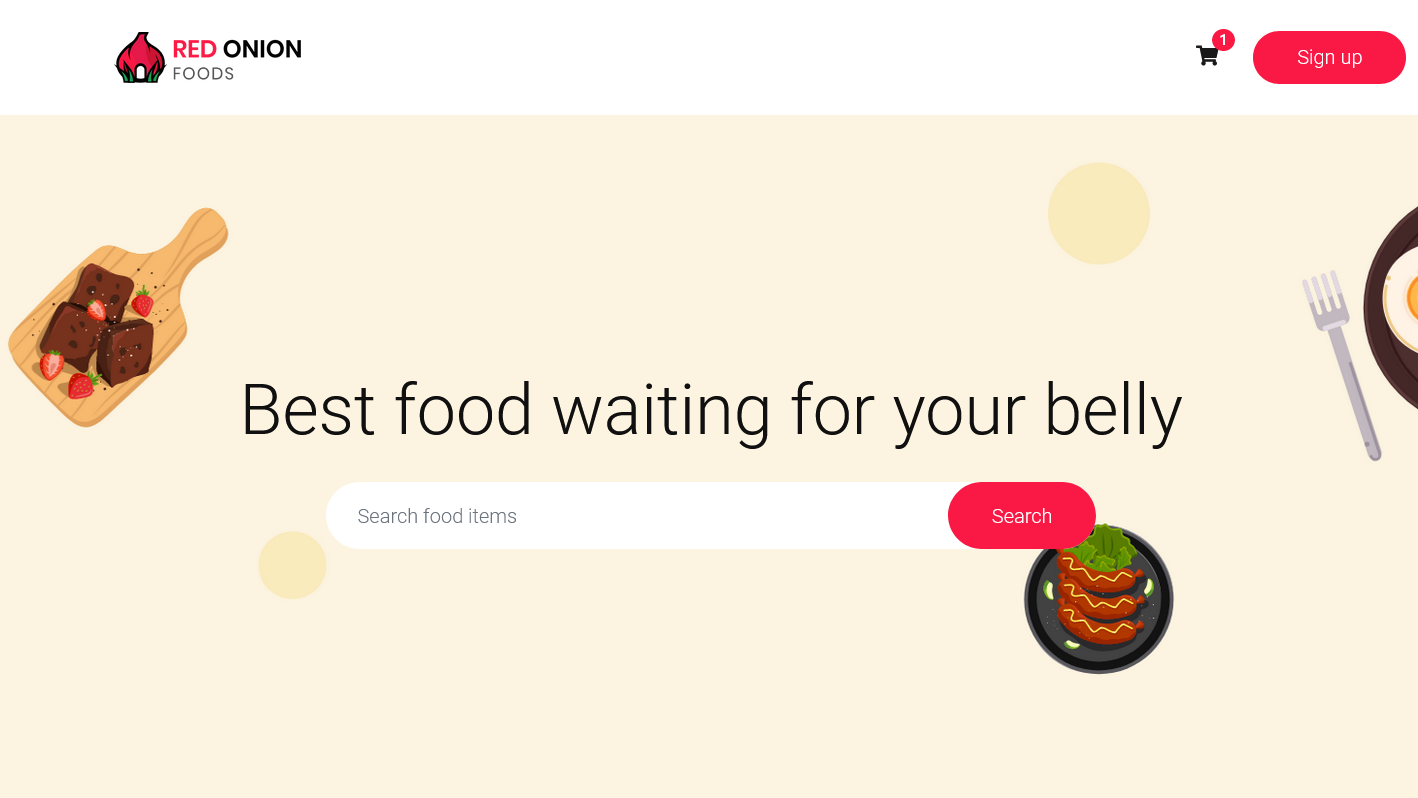 RED ONION
FOODS
1
Sign up
Best food waiting for your belly
Search food items
Search